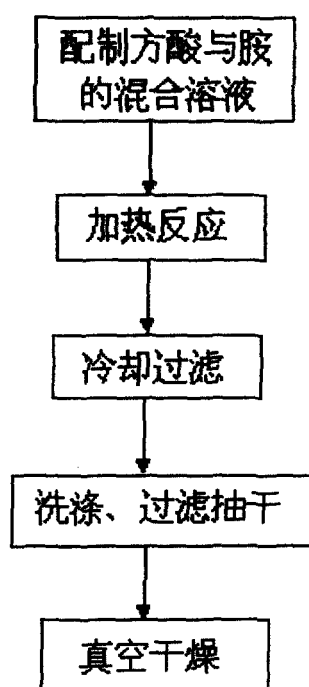 配制方酸与胺
的混合溶液
加热反应
冷却过滤
洗涤、过滤抽干
真空干燥